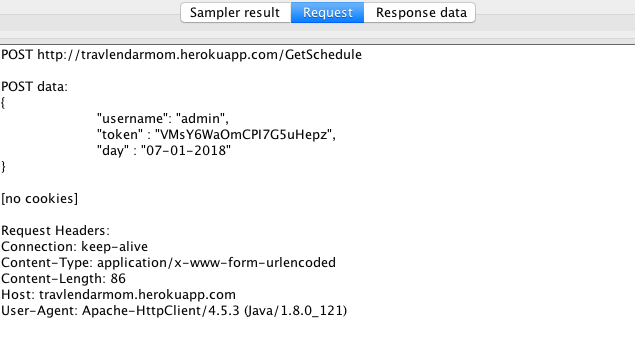 Sampler result Request Response data
POST http://travlendarmom.herokuapp.com/GetSchedule
POST data:
{
"username": "admin",
"token" : "VMsY6WaOmCPI7G5uHepz",
"day" : "07-01-2018"
}
[no cookies]
Request Headers:
Connection: keep-alive
Content-Type: application/x-www-form-urlencoded
Content-Length: 86
Host: travlendarmom.herokuapp.com
User-Agent: Apache-HttpClient/4.5.3 (Java/1.8.0_121)